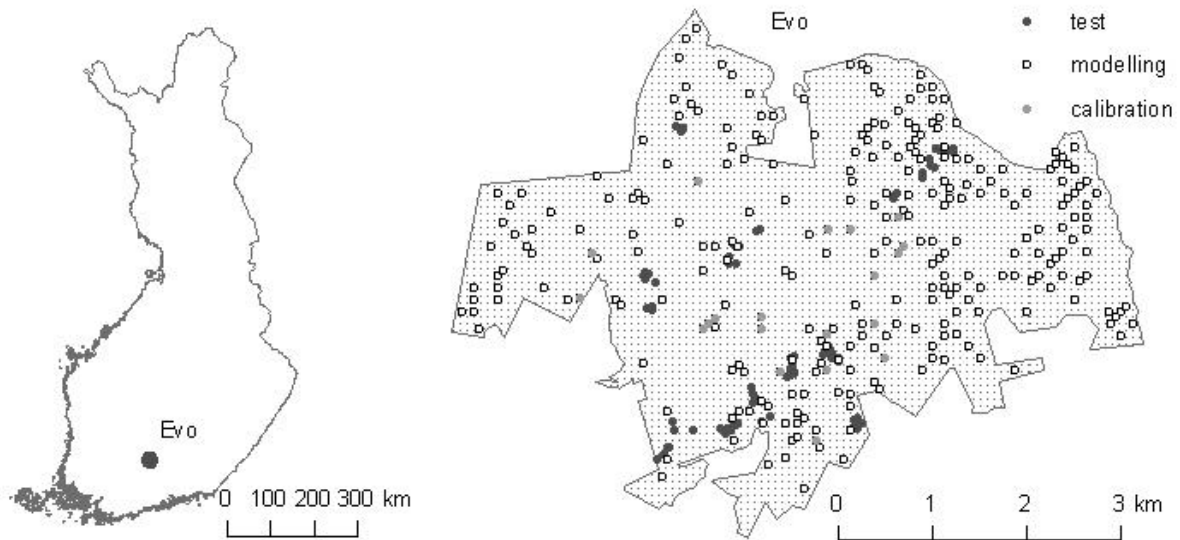 Evo
test
modelling
calibration
Evo
0 100 200 300 km
0 1 2 3 km